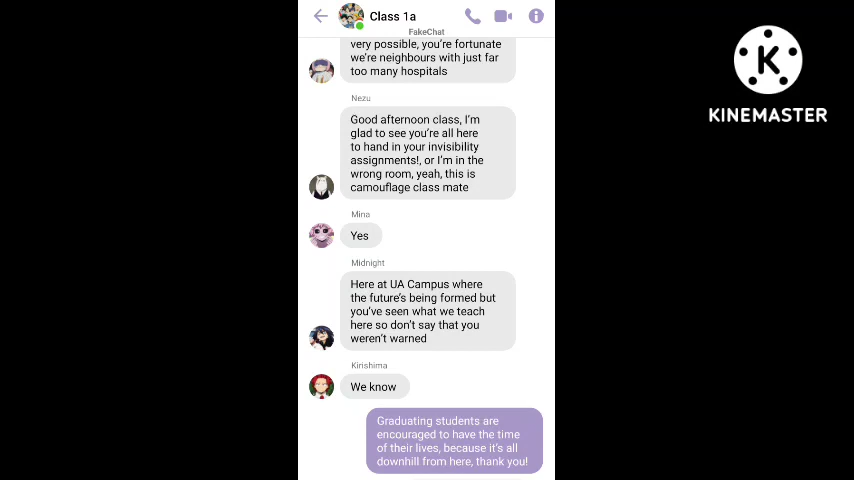 Class 1a
FakeChat
very possible, you're fortunate
we're neighbours with just far
too many hospitals
Nezu
Good afternoon class, I'm
glad to see you're all here
to hand in your invisibility
assignments!, or I'm in the
wrong room, yeah, this is
camouflage class mate
Mina
Yes
Midnight
Here at UA Campus where
the future's being formed but
you've seen what we teach
here so don't say that you
weren't warned
Kirishima
We know
Graduating students are
encouraged to have the time
of their lives, because it's all
downhill from here, thank you!
K
KINEMASTER